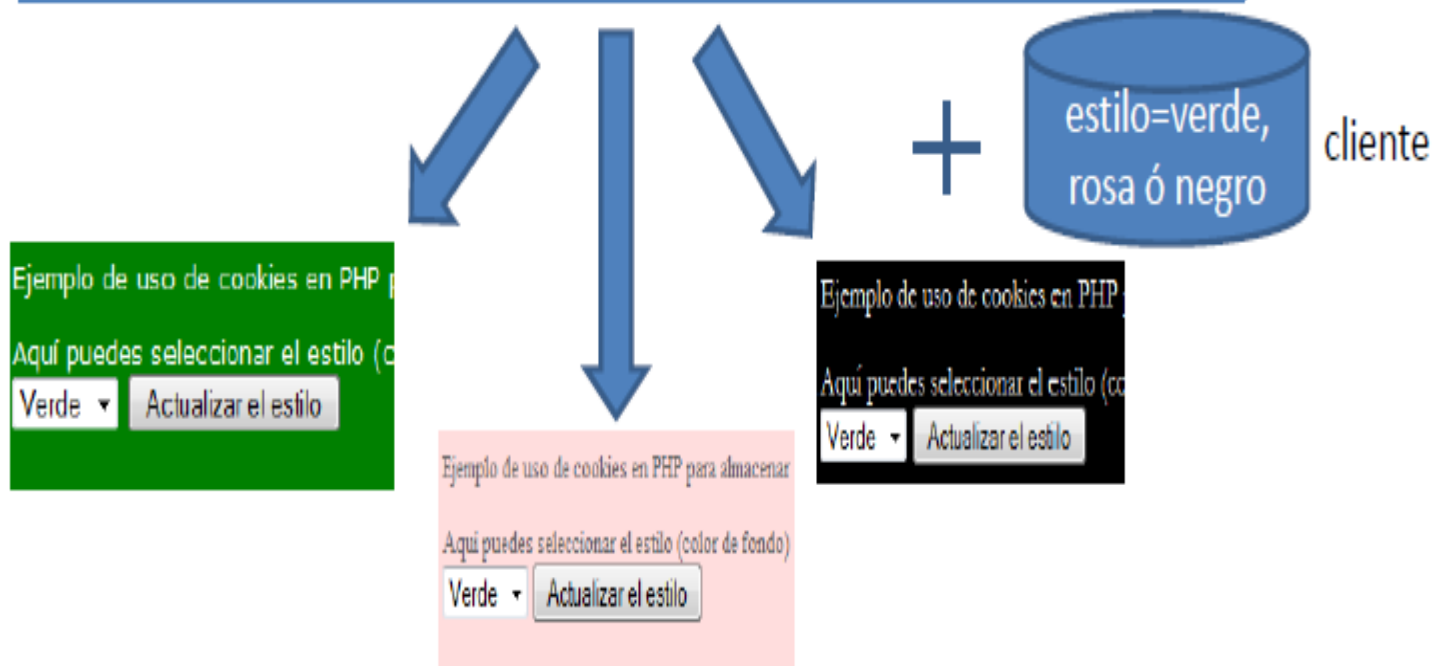 estilo=verde,
rosa ó negro
cliente
Ejemplo de uso de cookies en PHP
Aquí puedes seleccionar el estilo (c
Verde
Actualizar el estilo
Ejemplo de uso de cookies en PHP para almacenar
Aqui puedes seleccionar el estilo (color de fondo)
Verde
Actualizar el estilo
Ejemplo de uso de cookies en PHP
Aquí puedes seleccionar el estilo (co
Verde
Actualizar el estilo